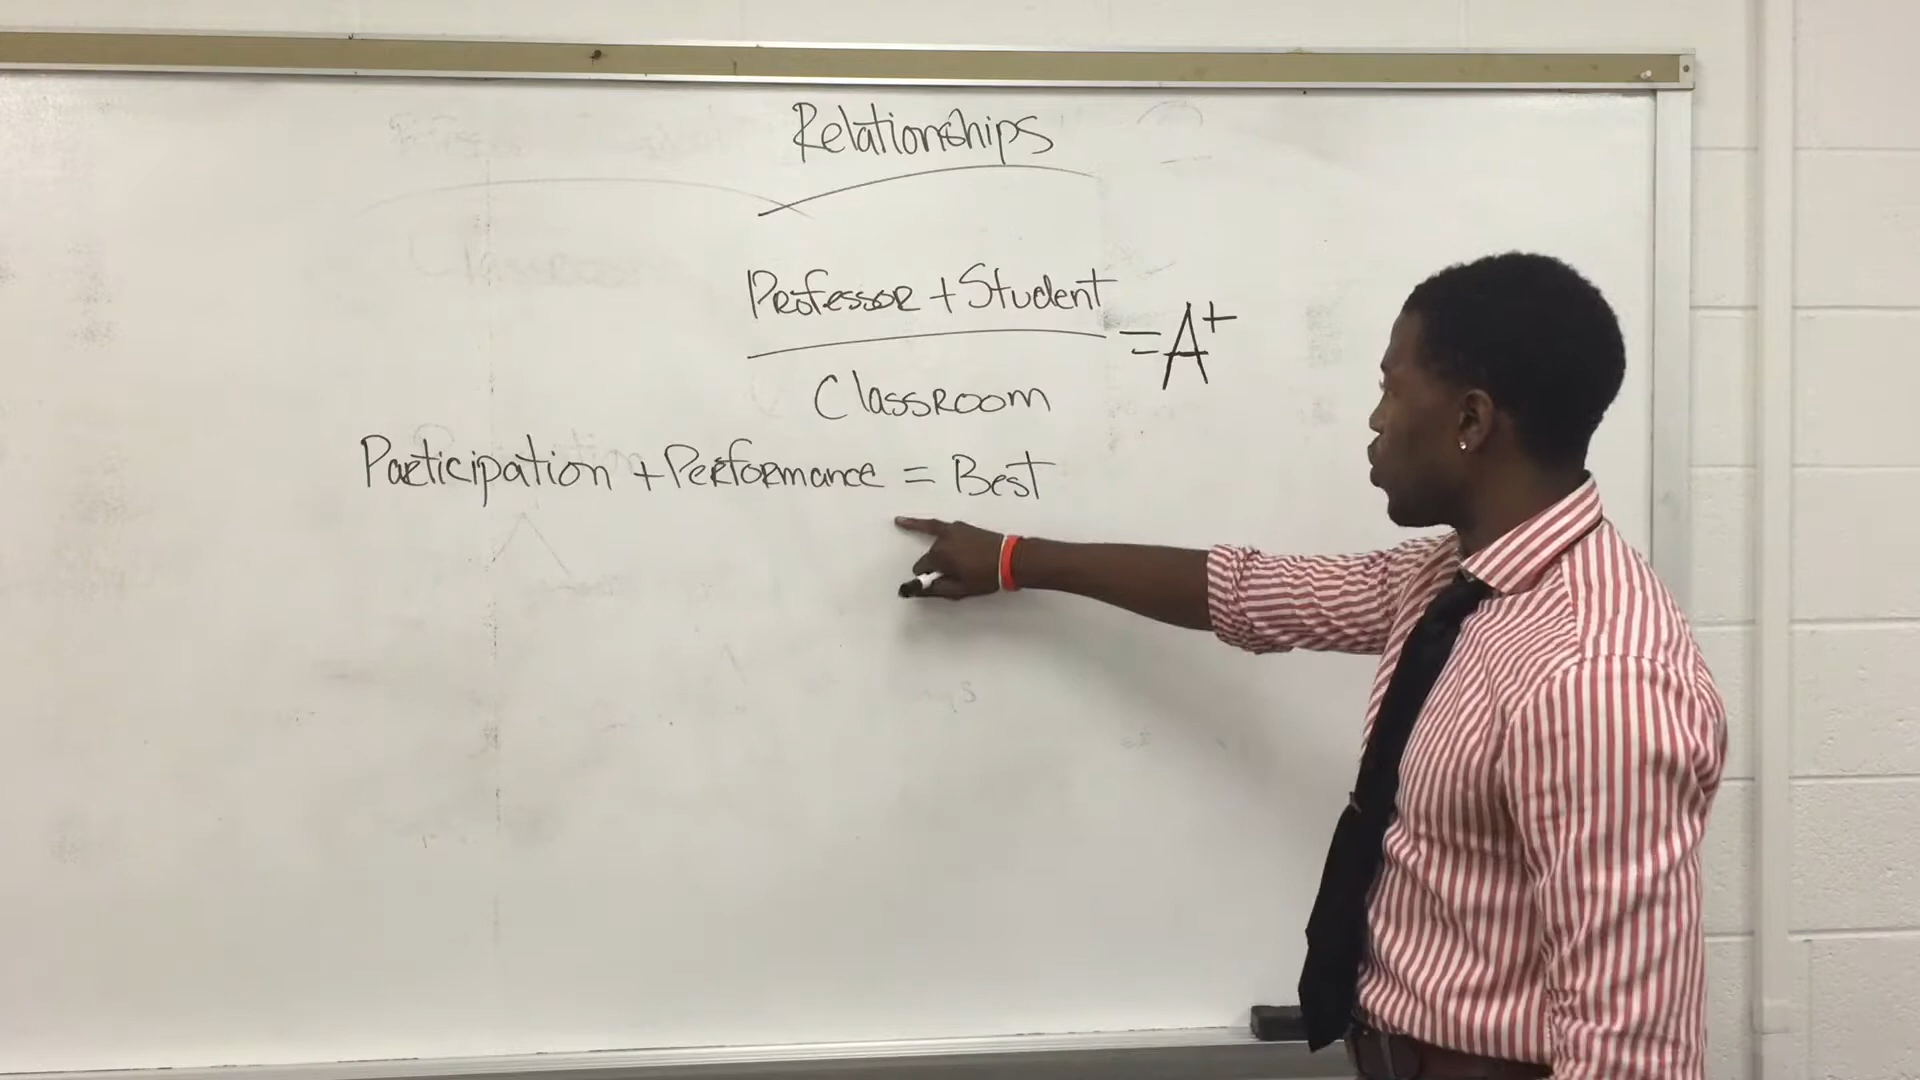 Relationships
Professor + Student
= A+
Classroom
Participation + Performance = Best